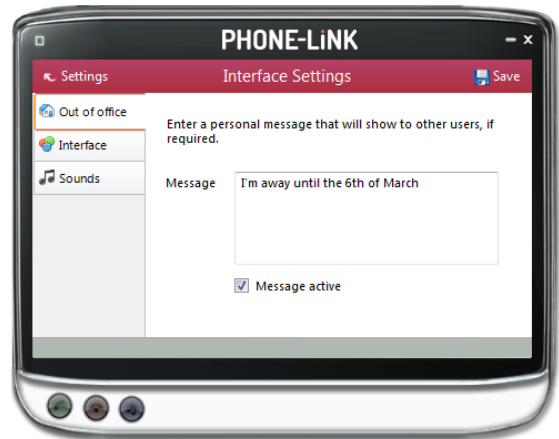 PHONE-LiNK
Settings
Interface Settings
Save
Out of office
Interface
Sounds
Enter a personal message that will show to other users, if
required.
Message
I'm away until the 6th of March
Message active